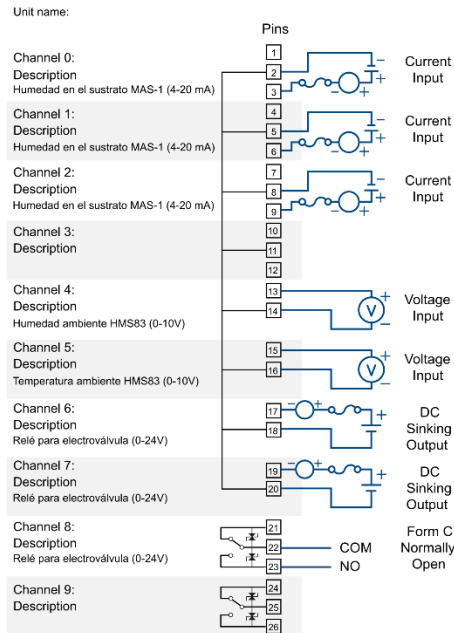 Unit name:
Pins
Channel 0:
Description
Humedad en el sustrato MAS-1 (4-20 mA)
1
2
3
Current
Input
Channel 1:
Description
Humedad en el sustrato MAS-1 (4-20 mA)
4
5
6
Current
Input
Channel 2:
Description
Humedad en el sustrato MAS-1 (4-20 mA)
7
8
9
Current
Input
Channel 3:
Description
10
11
12
Channel 4:
Description
Humedad ambiente HMS83 (0-10V)
13
14
V
Voltage
Input
Channel 5:
Description
Temperatura ambiente HMS83 (0-10V)
15
16
V
Voltage
Input
Channel 6:
Description
Relé para electroválvula (0-24V)
17
18
DC
Sinking
Output
Channel 7:
Description
Relé para electroválvula (0-24V)
19
20
DC
Sinking
Output
Channel 8:
Description
Relé para electroválvula (0-24V)
21
22
23
COM
NO
Form C
Normally
Open
Channel 9:
Description
24
25
26